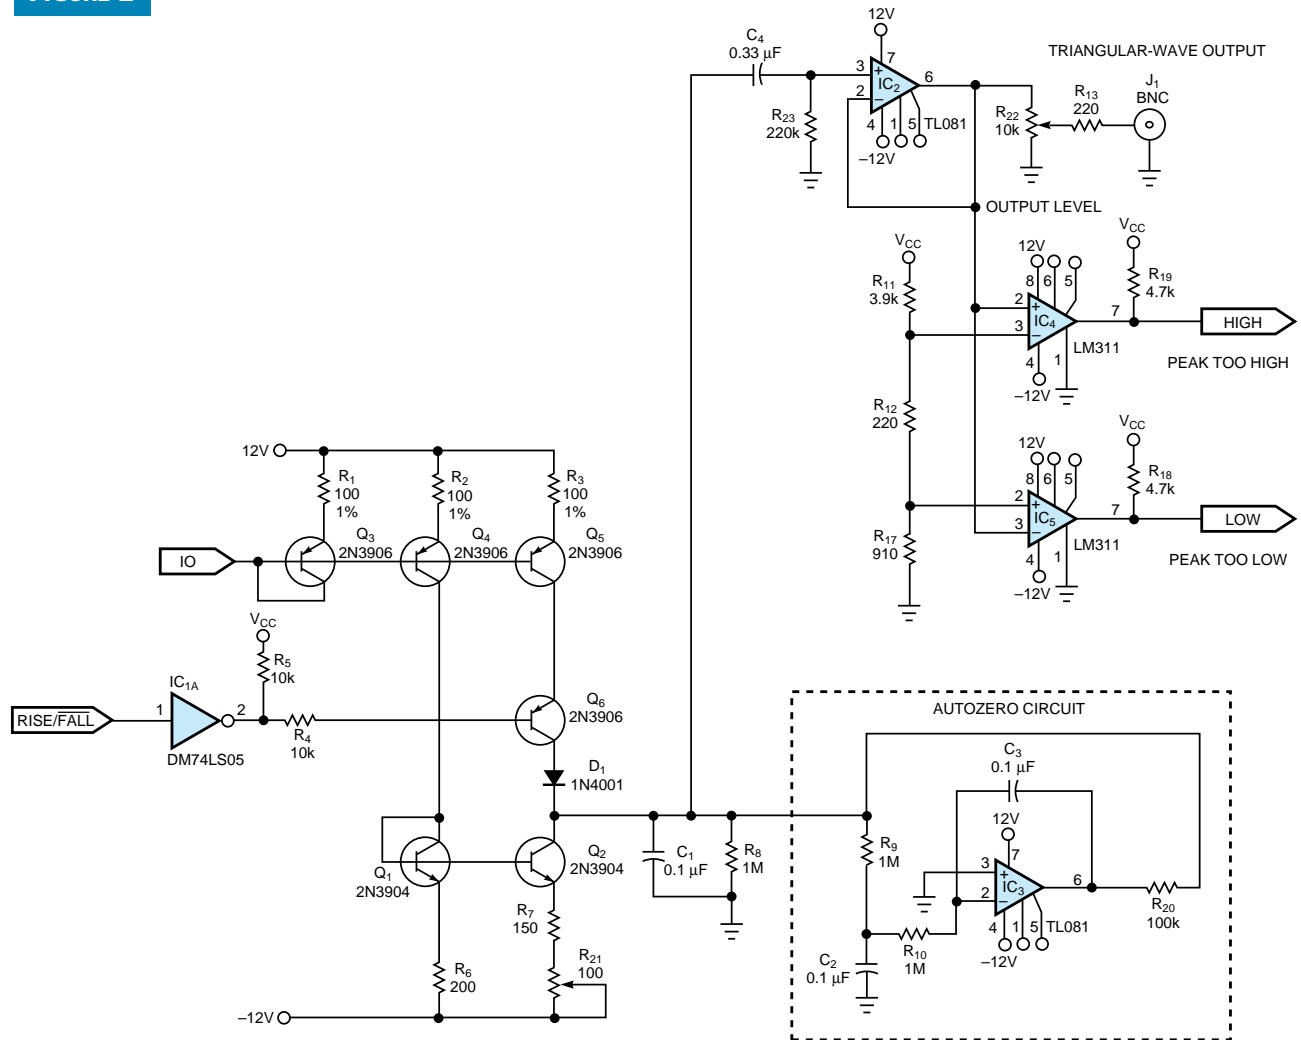 12V
C4
0.33 µF
7
3
+
IC2
6
2
–
4
1
5
TL081
–12V
R23
220k
TRIANGULAR-WAVE OUTPUT
R22
10k
R13
220
J1
BNC
OUTPUT LEVEL
VCC
R11
3.9k
12V
8
6
5
2
+
IC4
3
–
7
LM311
4
1
–12V
VCC
R19
4.7k
HIGH
PEAK TOO HIGH
R12
220
12V
8
6
5
2
+
IC5
3
–
7
LM311
4
1
–12V
VCC
R18
4.7k
LOW
PEAK TOO LOW
R17
910
12V
R1
100
1%
R2
100
1%
R3
100
1%
IO
Q3
2N3906
Q4
2N3906
Q5
2N3906
VCC
R5
10k
RISE/FALL
IC1A
1
2
DM74LS05
R4
10k
Q6
2N3906
D1
1N4001
Q1
2N3904
Q2
2N3904
C1
0.1 µF
R8
1M
R7
150
R6
200
R21
100
–12V
AUTOZERO CIRCUIT
C3
0.1 µF
R9
1M
12V
7
3
+
IC3
2
–
6
4
1
5
TL081
–12V
R20
100k
R10
1M
C2
0.1 µF